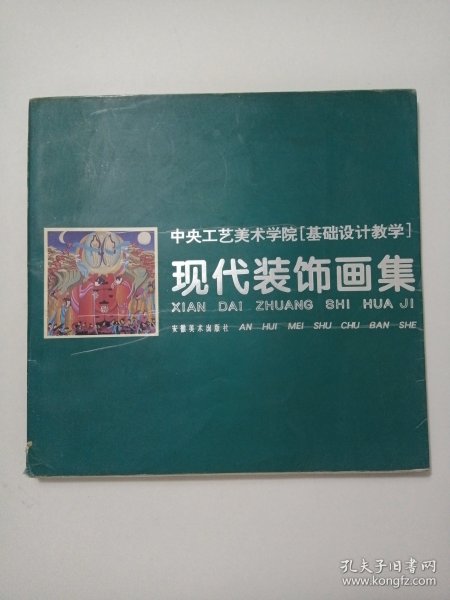 中央工艺美术学院[基础设计教学]
现代装饰画集
XIAN DAI ZHUANG SHI HUA JI
安徽美术出版社 AN HUI MEI SHU CHU BAN SHE
孔夫子旧书网
www.kongfz.com